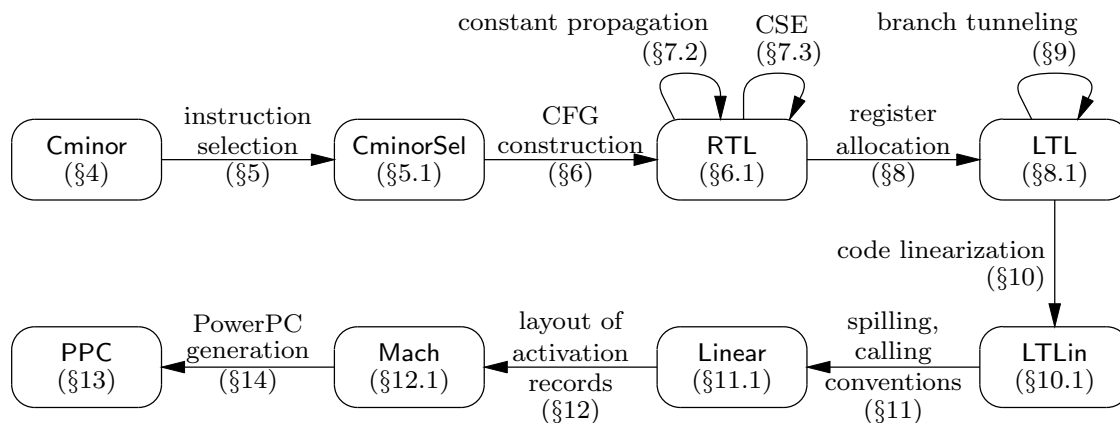 constant propagation
(§7.2)
CSE
(§7.3)
branch tunneling
(§9)
Cminor
(§4)
instruction
selection
(§5)
CminorSel
(§5.1)
CFG
construction
(§6)
RTL
(§6.1)
register
allocation
(§8)
LTL
(§8.1)
code linearization
(§10)
PPC
(§13)
PowerPC
generation
(§14)
Mach
(§12.1)
layout of
activation
records
(§12)
Linear
(§11.1)
spilling,
calling
conventions
(§11)
LTLin
(§10.1)